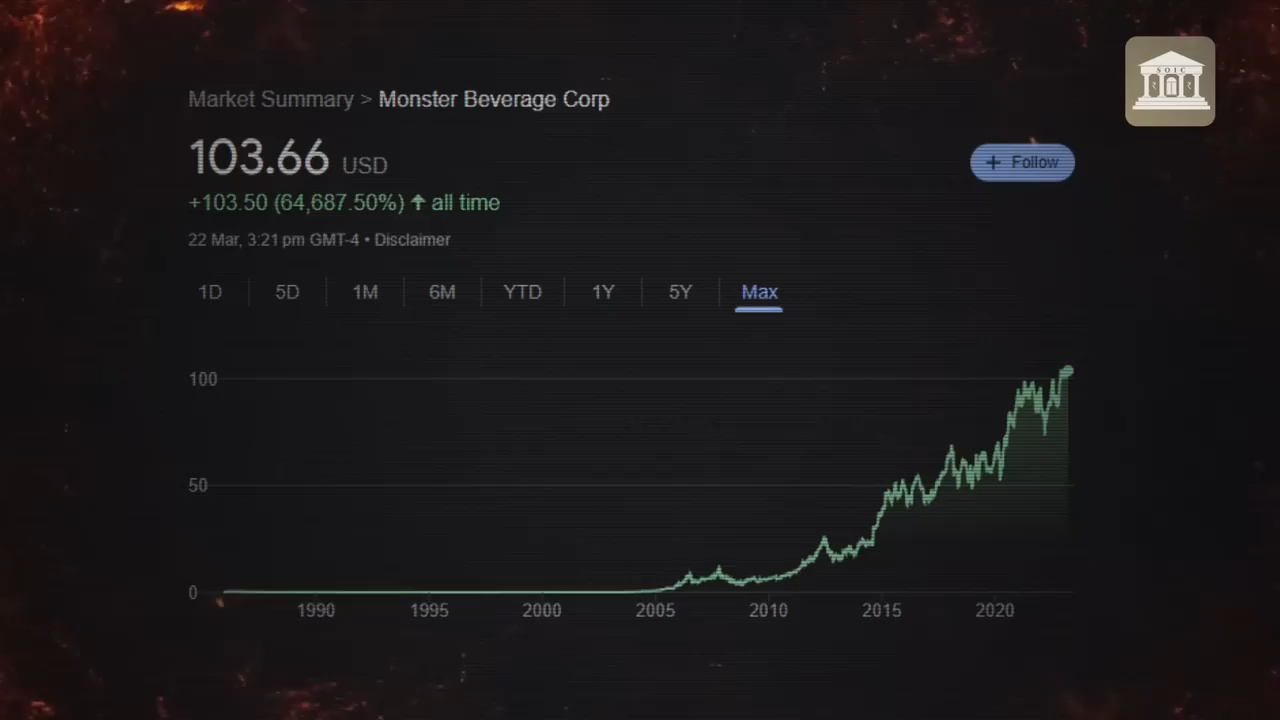 SOIC
Market Summary > Monster Beverage Corp
103.66 USD
+ Follow
+103.50 (64,687.50%) ↑ all time
22 Mar, 3:21 pm GMT-4 • Disclaimer
1D 5D 1M 6M YTD 1Y 5Y Max
100
50
0
1990 1995 2000 2005 2010 2015 2020